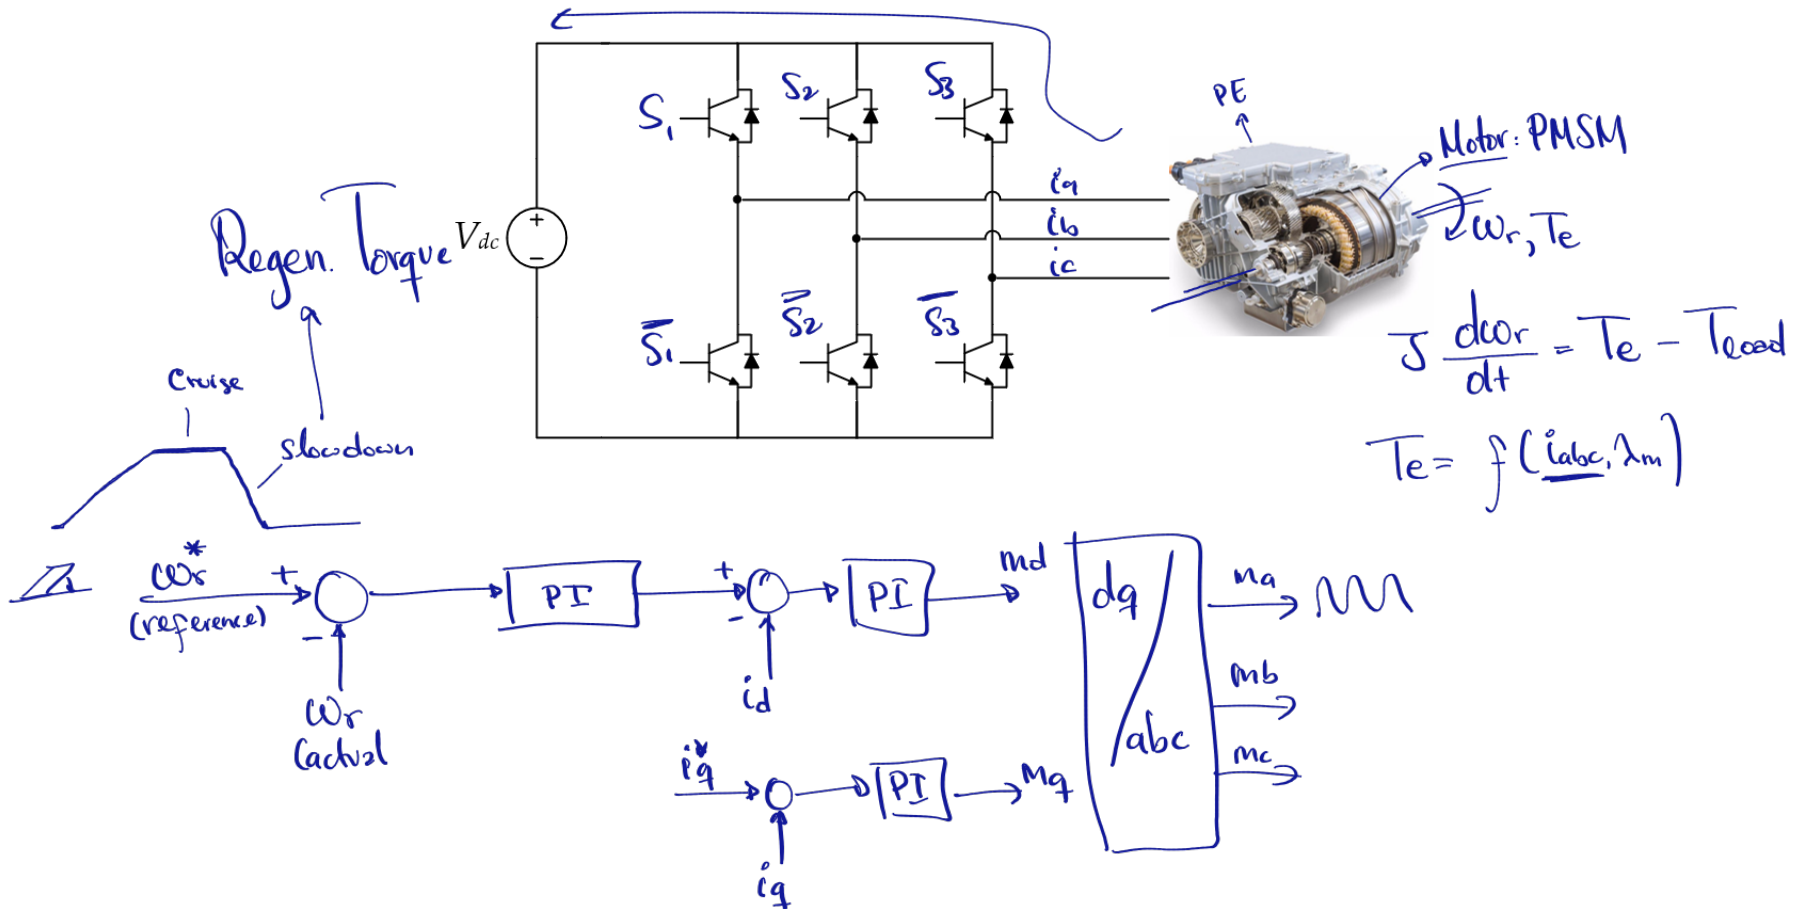 S₁
S₂
S₃
PE
Motor: PMSM
ia
ib
ic
ωr, Te
Regen. Torque
Vdc
+
−
S̅₁
S̅₂
S̅₃
J dωr/dt = Te − Tload
Te = f(iabc, λm)
Cruise
slowdown
ωr*
(reference)
+
−
ωr
(actual
PI
+
−
id
PI
md
iq*
iq
PI
Mq
dq/abc
ma
mb
mc